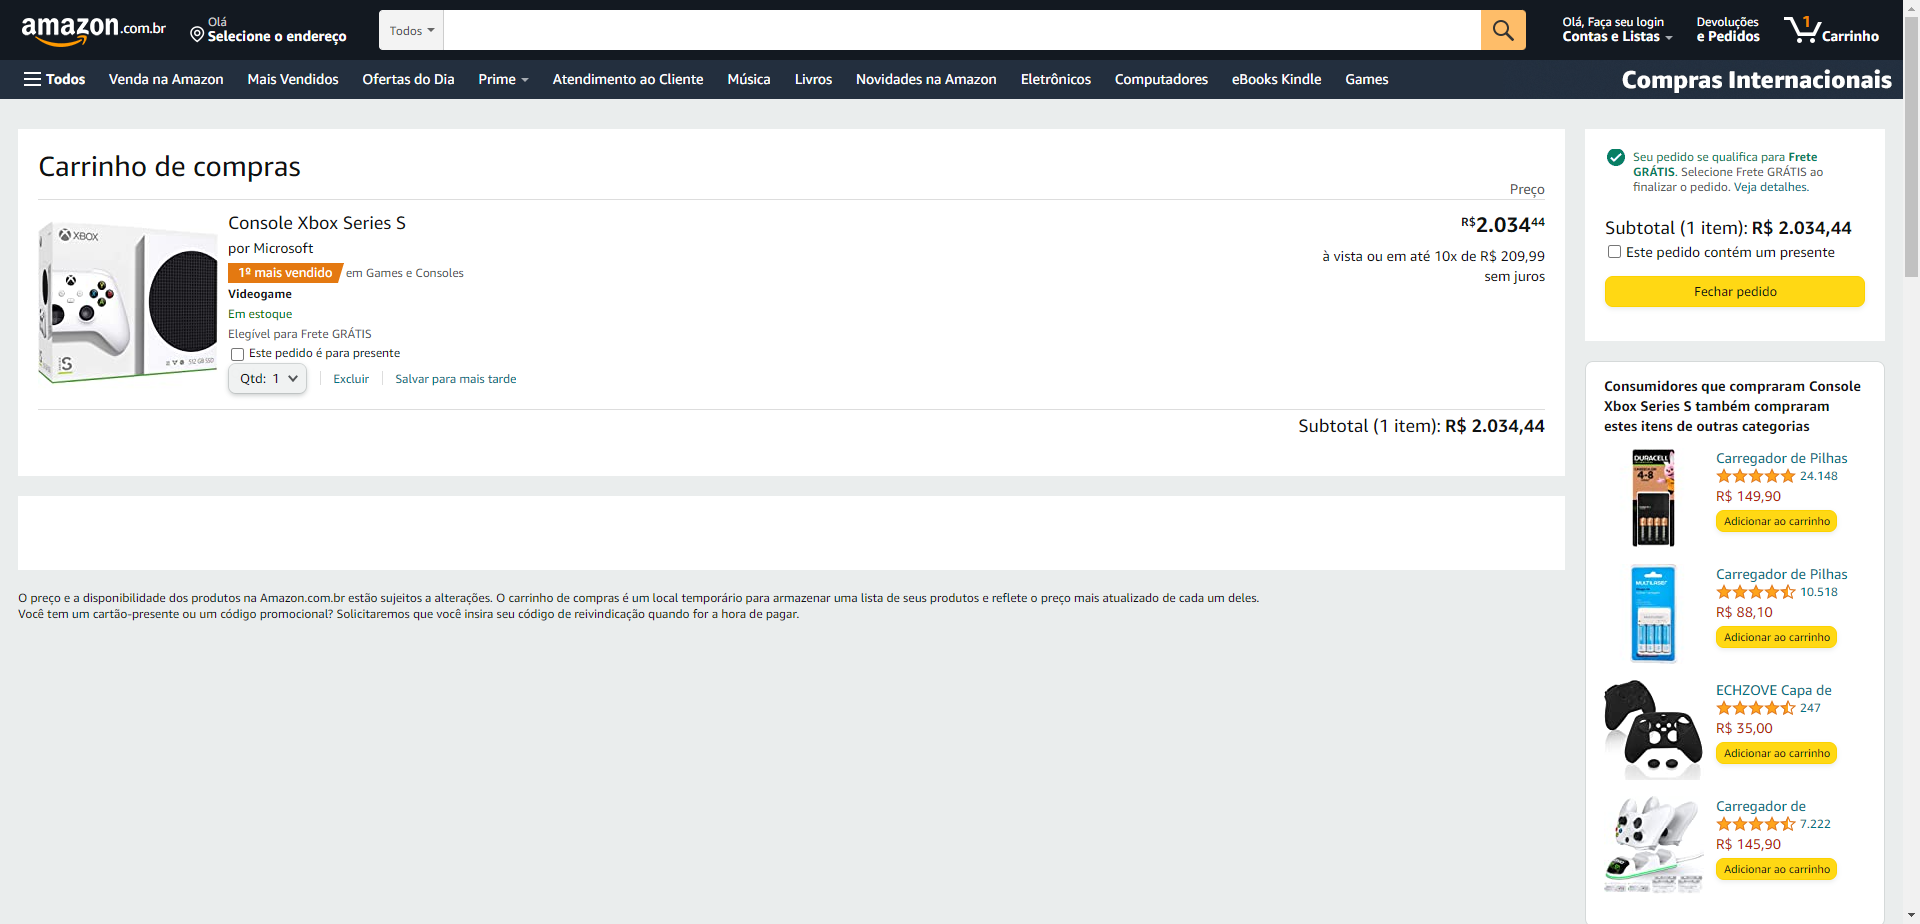 amazon.com.br
Olá
Selecione o endereço
Todos
Olá, Faça seu login
Contas e Listas
Devoluções
e Pedidos
1
Carrinho
Todos
Venda na Amazon
Mais Vendidos
Ofertas do Dia
Prime
Atendimento ao Cliente
Música
Livros
Novidades na Amazon
Eletrônicos
Computadores
eBooks Kindle
Games
Compras Internacionais
Carrinho de compras
Preço
XBOX
S
512 GB SSD
Console Xbox Series S
por Microsoft
1º mais vendido em Games e Consoles
Videogame
Em estoque
Elegível para Frete GRÁTIS
Este pedido é para presente
Qtd: 1
Excluir
Salvar para mais tarde
R$2.03444
à vista ou em até 10x de R$ 209,99
sem juros
Subtotal (1 item): R$ 2.034,44
O preço e a disponibilidade dos produtos na Amazon.com.br estão sujeitos a alterações. O carrinho de compras é um local temporário para armazenar uma lista de seus produtos e reflete o preço mais atualizado de cada um deles.
Você tem um cartão-presente ou um código promocional? Solicitaremos que você insira seu código de reivindicação quando for a hora de pagar.
Seu pedido se qualifica para Frete
GRÁTIS. Selecione Frete GRÁTIS ao
finalizar o pedido. Veja detalhes.
Subtotal (1 item): R$ 2.034,44
Este pedido contém um presente
Fechar pedido
Consumidores que compraram Console
Xbox Series S também compraram
estes itens de outras categorias
DURACELL
4-8
Carregador de Pilhas
24.148
R$ 149,90
Adicionar ao carrinho
MULTILASER
Carregador de Pilhas
10.518
R$ 88,10
Adicionar ao carrinho
ECHZOVE Capa de
247
R$ 35,00
Adicionar ao carrinho
Carregador de
7.222
R$ 145,90
Adicionar ao carrinho